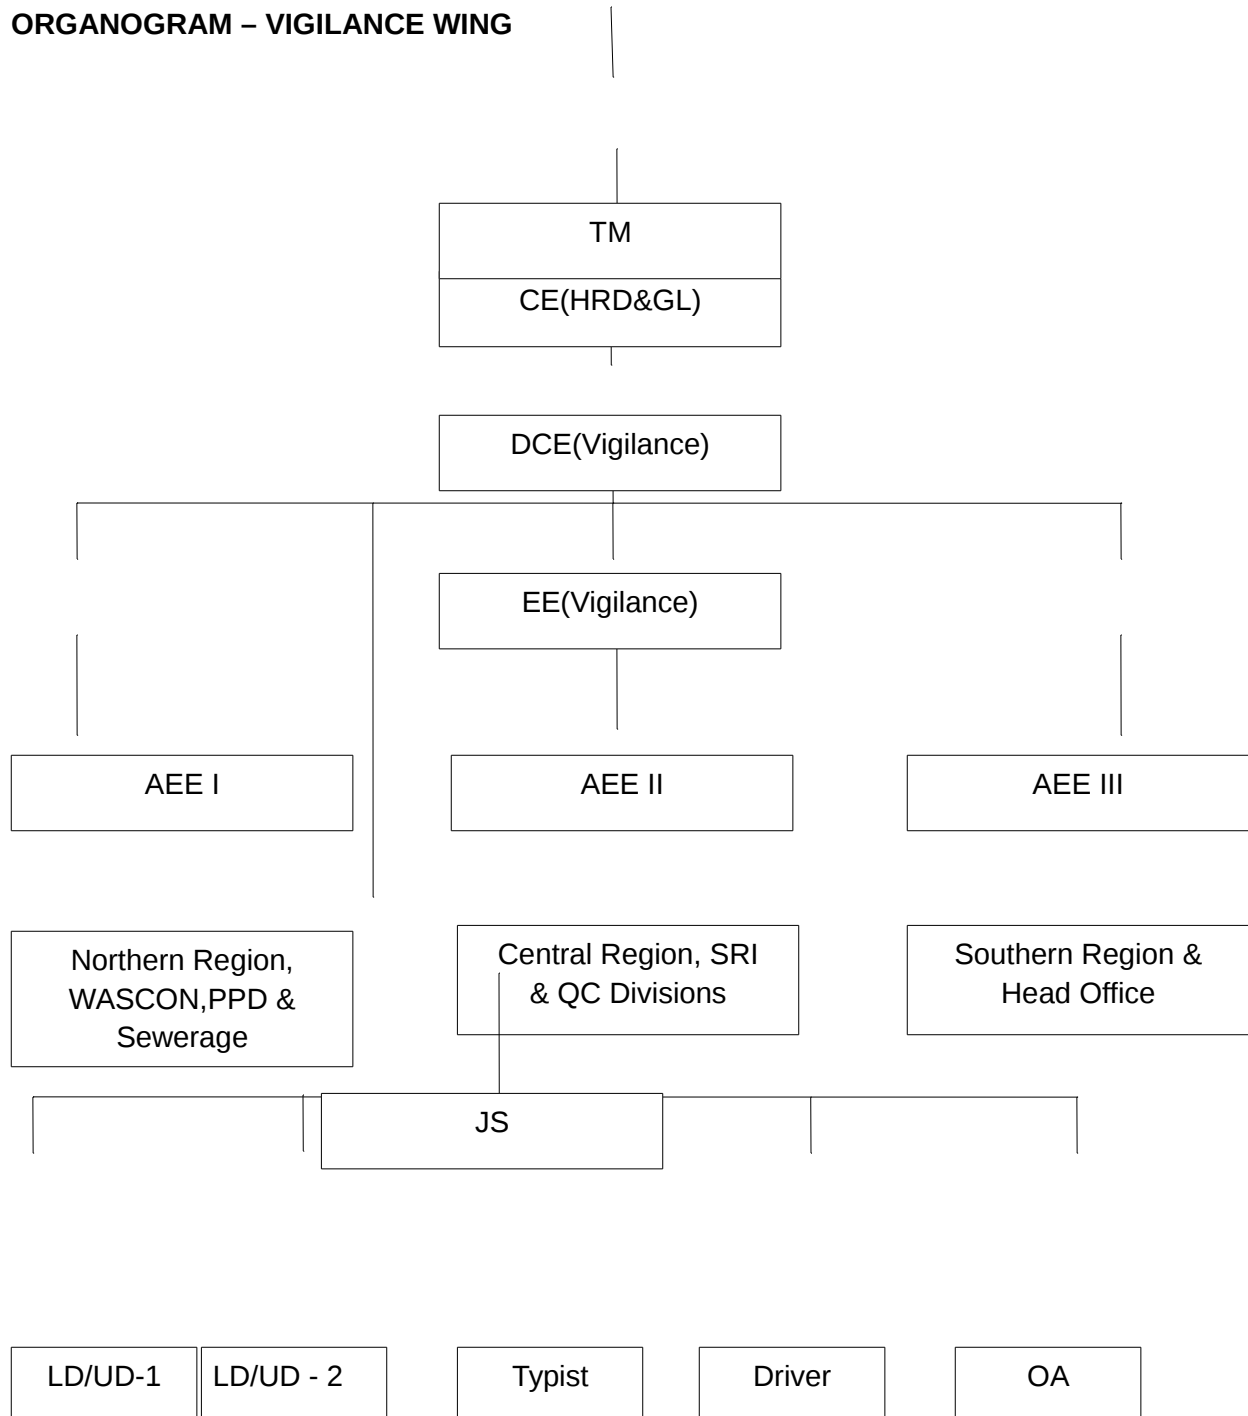 ORGANOGRAM – VIGILANCE WING
TM
CE(HRD&GL)
DCE(Vigilance)
EE(Vigilance)
AEE I
AEE II
AEE III
Northern Region,
WASCON,PPD &
Sewerage
Central Region, SRI
& QC Divisions
Southern Region &
Head Office
JS
LD/UD-1
LD/UD - 2
Typist
Driver
OA